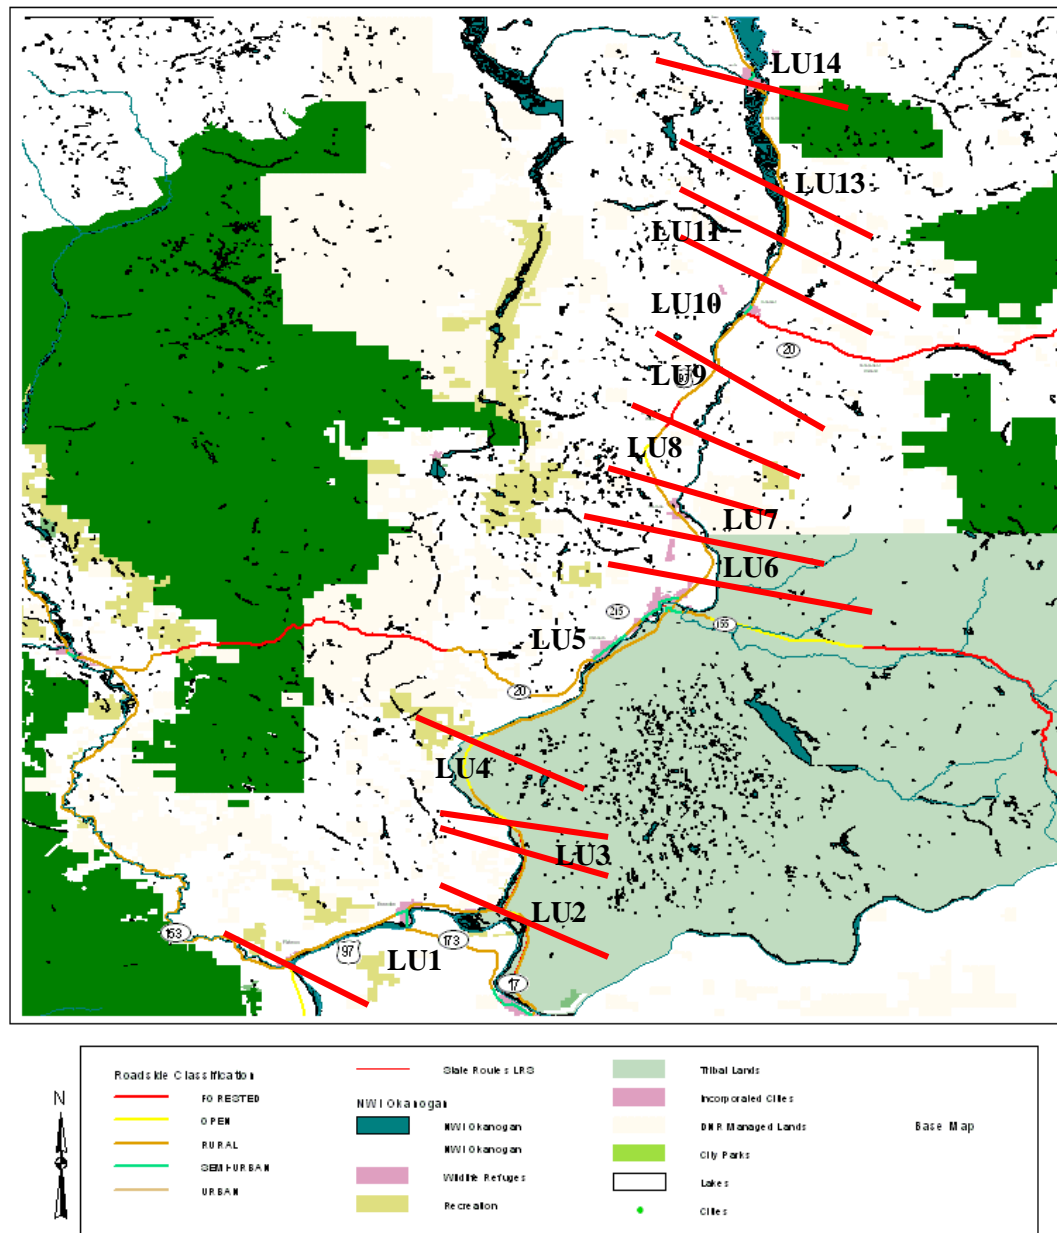 LU14
LU13
LU11
LU10
20
LU9
LU8
LU7
LU6
215
155
LU5
20
LU4
LU3
LU2
153
97
173
LU1
17
N
Roadside Classification
FORESTED
OPEN
RURAL
SEMI-URBAN
URBAN
State Routes LRS
NWI Okanogan
NWI Okanogan
NWI Okanogan
Wildlife Refuges
Recreation
Tribal Lands
Incorporated Cities
DNR Managed Lands
City Parks
Lakes
Cities
Base Map